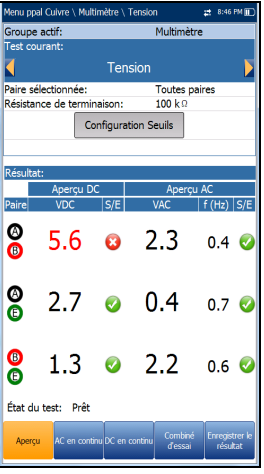 Menu ppal Cuivre \ Multimètre \ Tension 8:46 PM
Groupe actif: Multimètre
Test courant:
Tension
Paire sélectionnée: Toutes paires
Résistance de terminaison: 100 k Ω
Configuration Seuils
Résultat:
Aperçu DC Aperçu AC
Paire VDC S/E VAC f (Hz) S/E
A B 5.6 2.3 0.4
A E 2.7 0.4 0.7
B E 1.3 2.2 0.6
État du test: Prêt
Aperçu AC en continu DC en continu Combiné d'essai Enregistrer le résultat